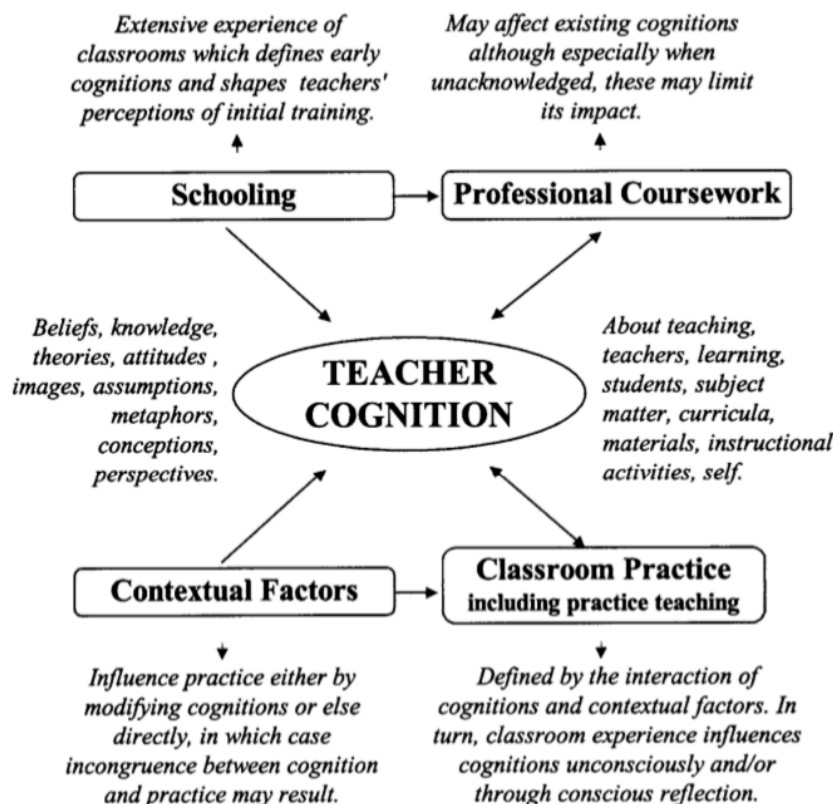 Extensive experience of
classrooms which defines early
cognitions and shapes teachers'
perceptions of initial training.
May affect existing cognitions
although especially when
unacknowledged, these may limit
its impact.
Schooling
Professional Coursework
Beliefs, knowledge,
theories, attitudes ,
images, assumptions,
metaphors,
conceptions,
perspectives.
TEACHER
COGNITION
About teaching,
teachers, learning,
students, subject
matter, curricula,
materials, instructional
activities, self.
Contextual Factors
Classroom Practice
including practice teaching
Influence practice either by
modifying cognitions or else
directly, in which case
incongruence between cognition
and practice may result.
Defined by the interaction of
cognitions and contextual factors. In
turn, classroom experience influences
cognitions unconsciously and/or
through conscious reflection.